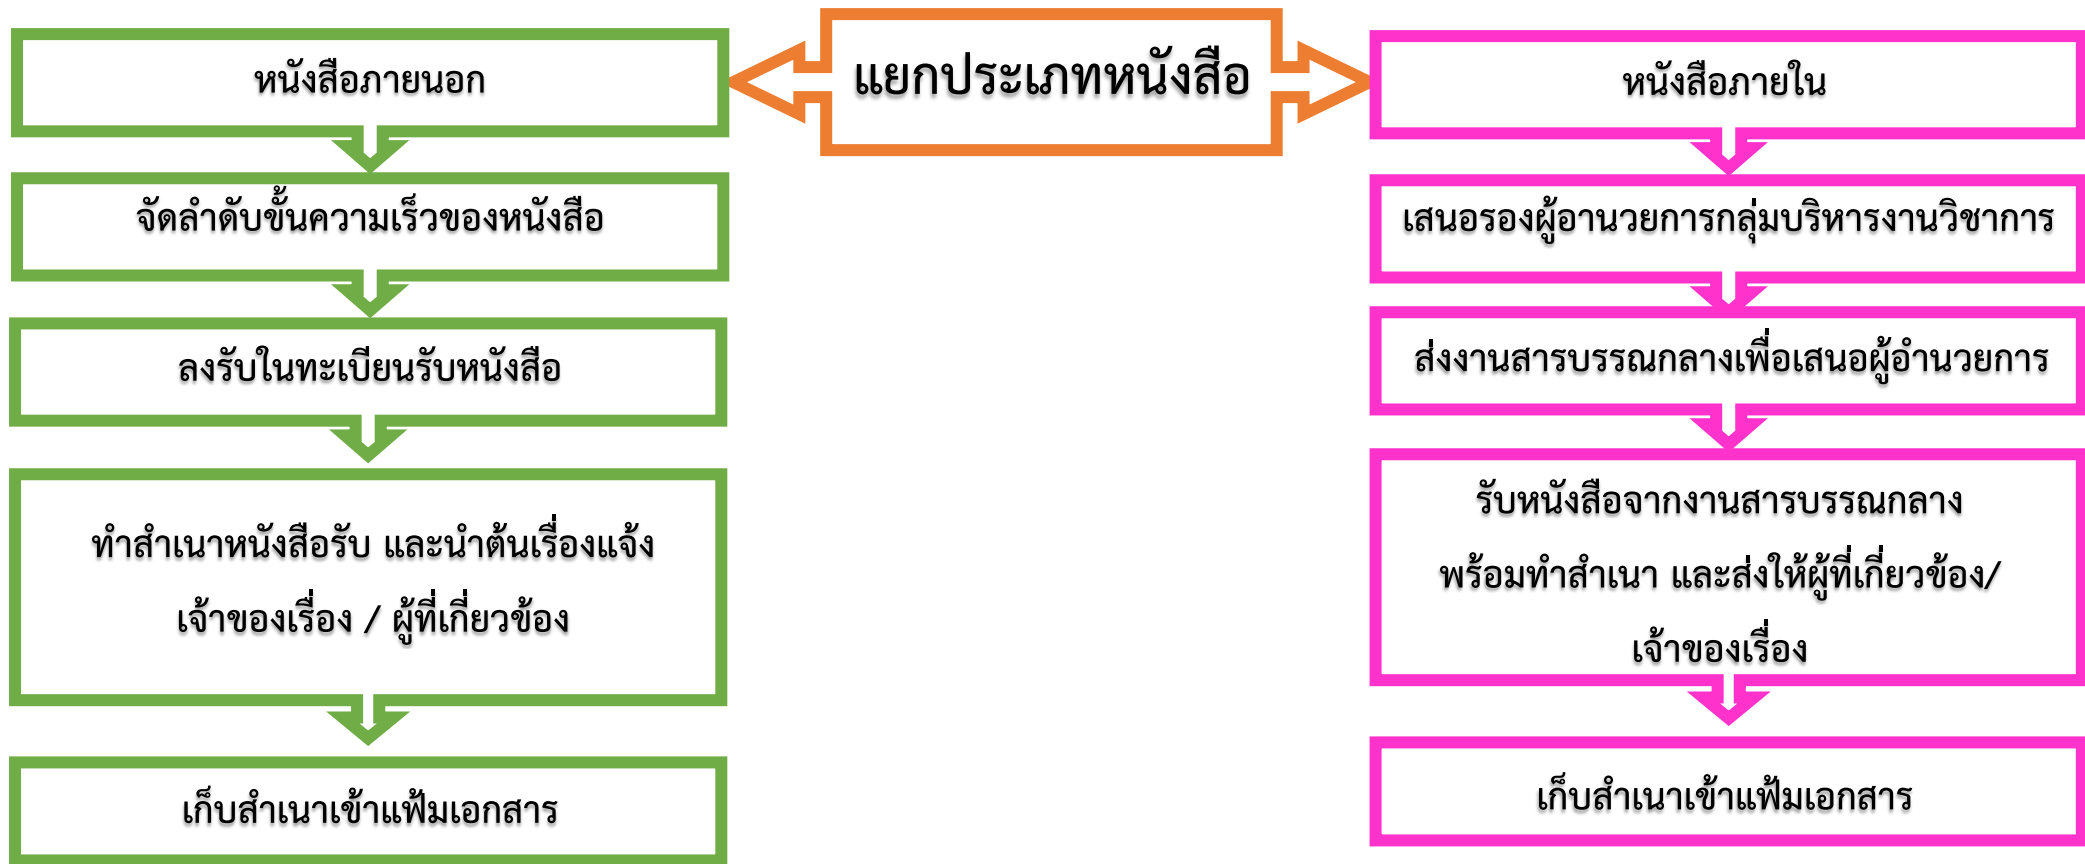 แยกประเภทหนังสือ
หนังสือภายนอก
จัดลำดับชั้นความเร็วของหนังสือ
ลงรับในทะเบียนรับหนังสือ
ทำสำเนาหนังสือรับ และนำต้นเรื่องแจ้ง
เจ้าของเรื่อง / ผู้ที่เกี่ยวข้อง
เก็บสำเนาเข้าแฟ้มเอกสาร
หนังสือภายใน
เสนอรองผู้อานวยการกลุ่มบริหารงานวิชาการ
ส่งงานสารบรรณกลางเพื่อเสนอผู้อำนวยการ
รับหนังสือจากงานสารบรรณกลาง
พร้อมทำสำเนา และส่งให้ผู้ที่เกี่ยวข้อง/
เจ้าของเรื่อง
เก็บสำเนาเข้าแฟ้มเอกสาร